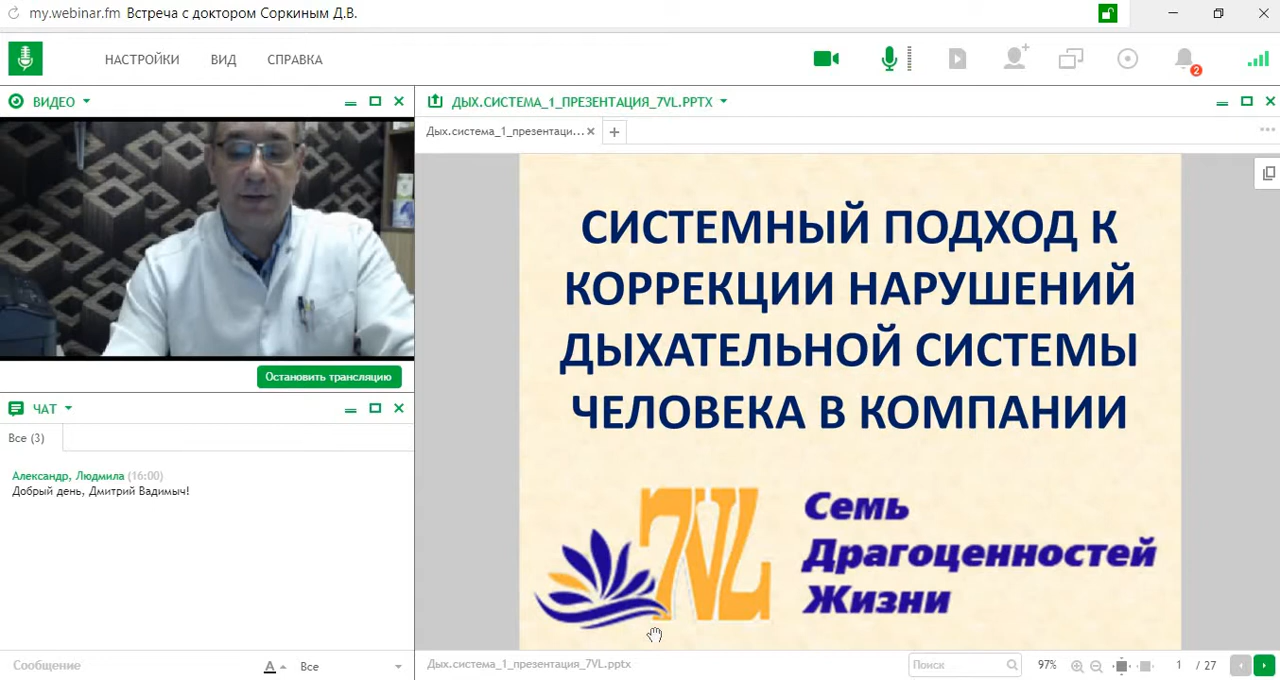 my.webinar.fm Встреча с доктором Соркиным Д.В.
НАСТРОЙКИ ВИД СПРАВКА
2
ВИДЕО
ДЫХ.СИСТЕМА_1_ПРЕЗЕНТАЦИЯ_7VL.PPTX
Дых.система_1_презентаци...
СИСТЕМНЫЙ ПОДХОД К
КОРРЕКЦИИ НАРУШЕНИЙ
ДЫХАТЕЛЬНОЙ СИСТЕМЫ
ЧЕЛОВЕКА В КОМПАНИИ
7VL
Семь
Драгоценностей
Жизни
Остановить трансляцию
ЧАТ
Все (3)
Александр, Людмила (16:00)
Добрый день, Дмитрий Вадимыч!
Сообщение
A
Все
Дых.система_1_презентация_7VL.pptx
Поиск
97%
1 / 27